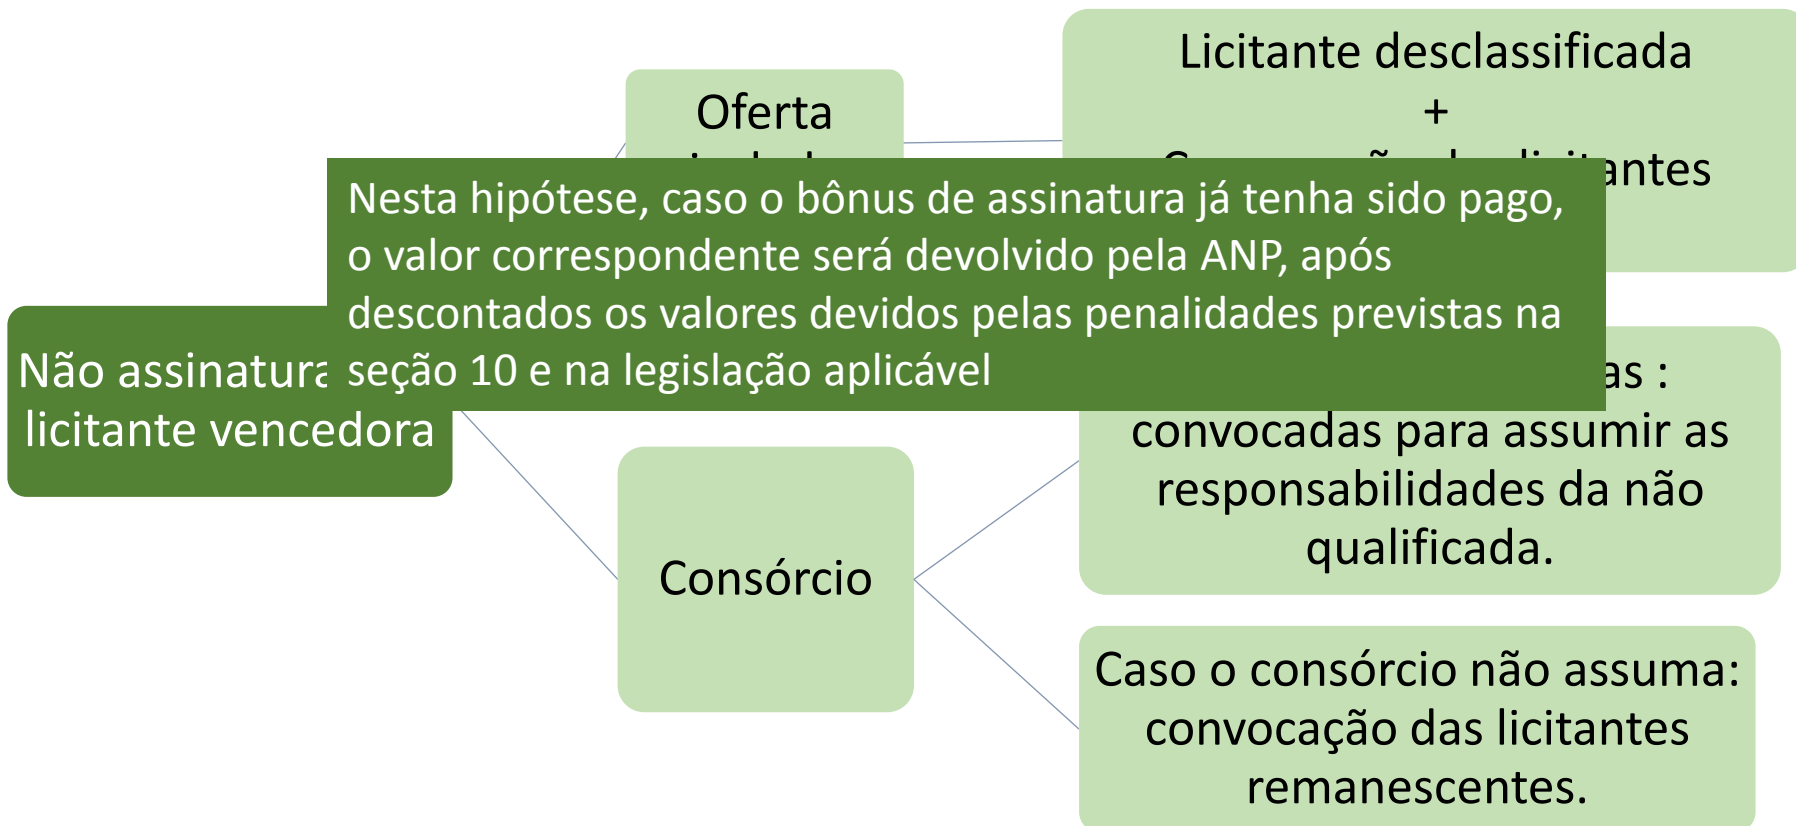 Não assinatura
licitante vencedora
Oferta
Licitante desclassificada
+
Nesta hipótese, caso o bônus de assinatura já tenha sido pago,
o valor correspondente será devolvido pela ANP, após
descontados os valores devidos pelas penalidades previstas na
seção 10 e na legislação aplicável
convocadas para assumir as
responsabilidades da não
qualificada.
Consórcio
Caso o consórcio não assuma:
convocação das licitantes
remanescentes.